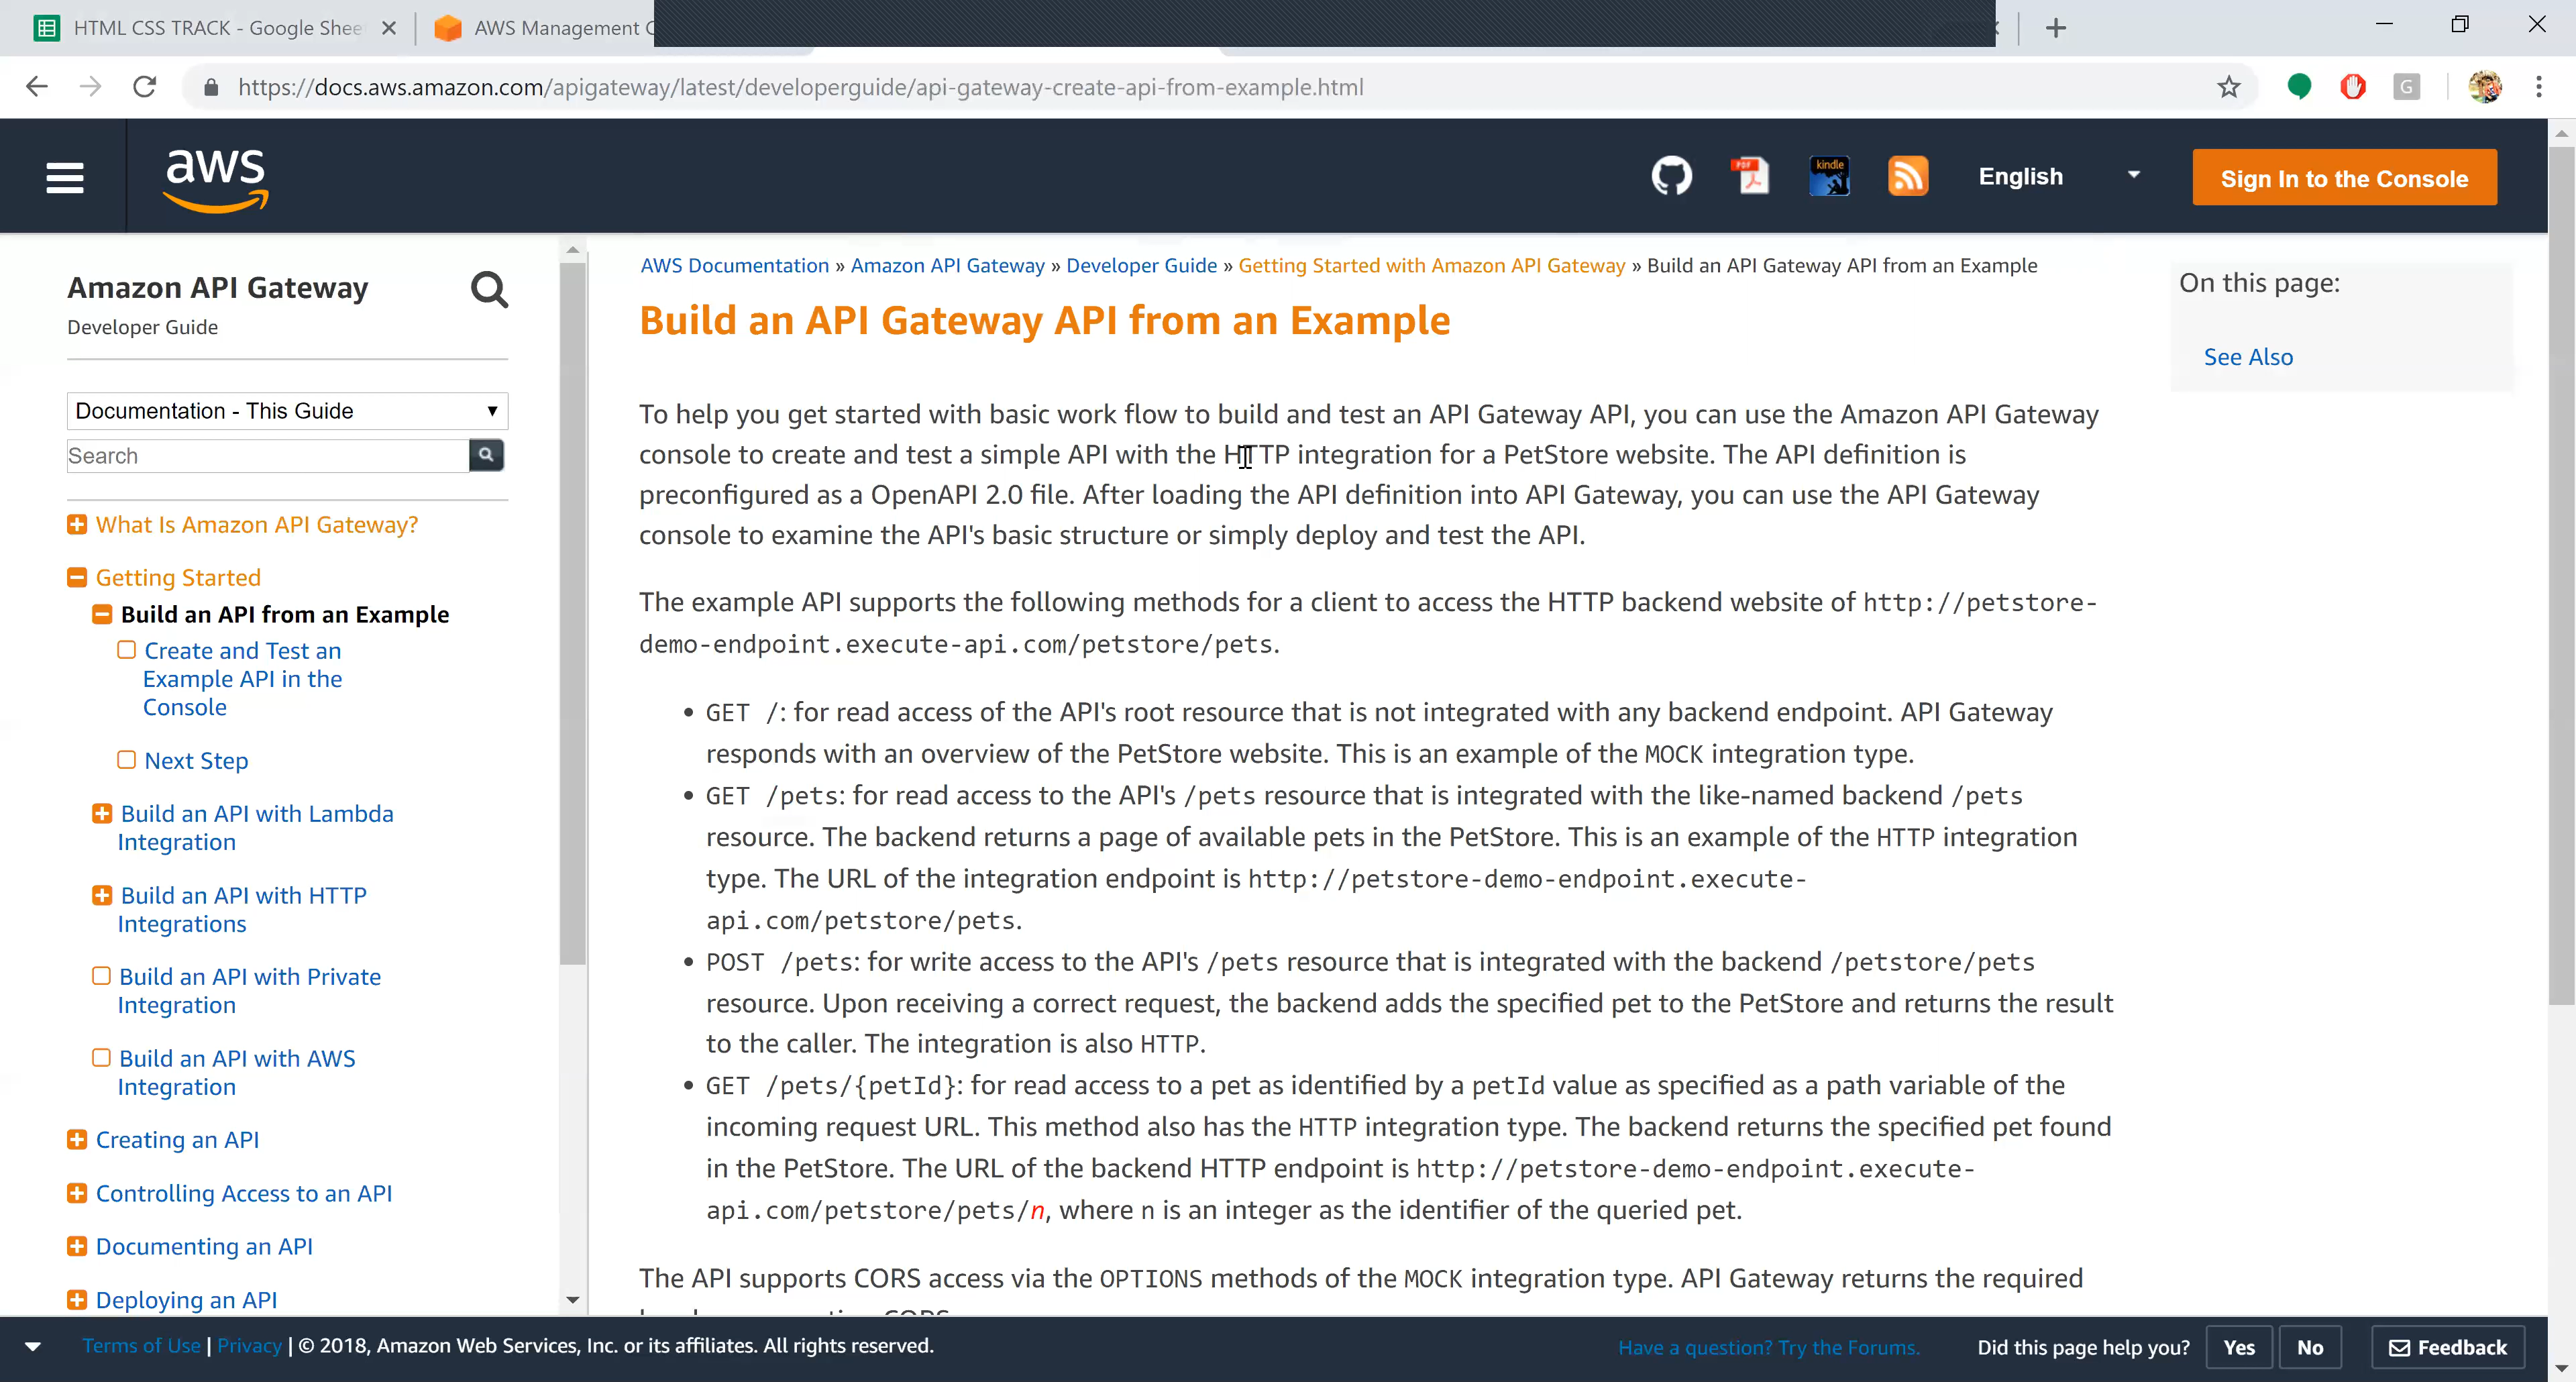 HTML CSS TRACK - Google Shee
AWS Management C
https://docs.aws.amazon.com/apigateway/latest/developerguide/api-gateway-create-api-from-example.html
G
aws
PDF
kindle
English
Sign In to the Console
Amazon API Gateway
Developer Guide
Documentation - This Guide
Search
What Is Amazon API Gateway?
Getting Started
Build an API from an Example
Create and Test an
Example API in the
Console
Next Step
Build an API with Lambda
Integration
Build an API with HTTP
Integrations
Build an API with Private
Integration
Build an API with AWS
Integration
Creating an API
Controlling Access to an API
Documenting an API
Deploying an API
AWS Documentation » Amazon API Gateway » Developer Guide » Getting Started with Amazon API Gateway » Build an API Gateway API from an Example
Build an API Gateway API from an Example
To help you get started with basic work flow to build and test an API Gateway API, you can use the Amazon API Gateway
console to create and test a simple API with the HTTP integration for a PetStore website. The API definition is
preconfigured as a OpenAPI 2.0 file. After loading the API definition into API Gateway, you can use the API Gateway
console to examine the API's basic structure or simply deploy and test the API.
The example API supports the following methods for a client to access the HTTP backend website of http://petstore-
demo-endpoint.execute-api.com/petstore/pets.
• GET /: for read access of the API's root resource that is not integrated with any backend endpoint. API Gateway
responds with an overview of the PetStore website. This is an example of the MOCK integration type.
• GET /pets: for read access to the API's /pets resource that is integrated with the like-named backend /pets
resource. The backend returns a page of available pets in the PetStore. This is an example of the HTTP integration
type. The URL of the integration endpoint is http://petstore-demo-endpoint.execute-
api.com/petstore/pets.
• POST /pets: for write access to the API's /pets resource that is integrated with the backend /petstore/pets
resource. Upon receiving a correct request, the backend adds the specified pet to the PetStore and returns the result
to the caller. The integration is also HTTP.
• GET /pets/{petId}: for read access to a pet as identified by a petId value as specified as a path variable of the
incoming request URL. This method also has the HTTP integration type. The backend returns the specified pet found
in the PetStore. The URL of the backend HTTP endpoint is http://petstore-demo-endpoint.execute-
api.com/petstore/pets/n, where n is an integer as the identifier of the queried pet.
The API supports CORS access via the OPTIONS methods of the MOCK integration type. API Gateway returns the required
On this page:
See Also
Terms of Use | Privacy | © 2018, Amazon Web Services, Inc. or its affiliates. All rights reserved.
Have a question? Try the Forums.
Did this page help you?
Yes
No
Feedback